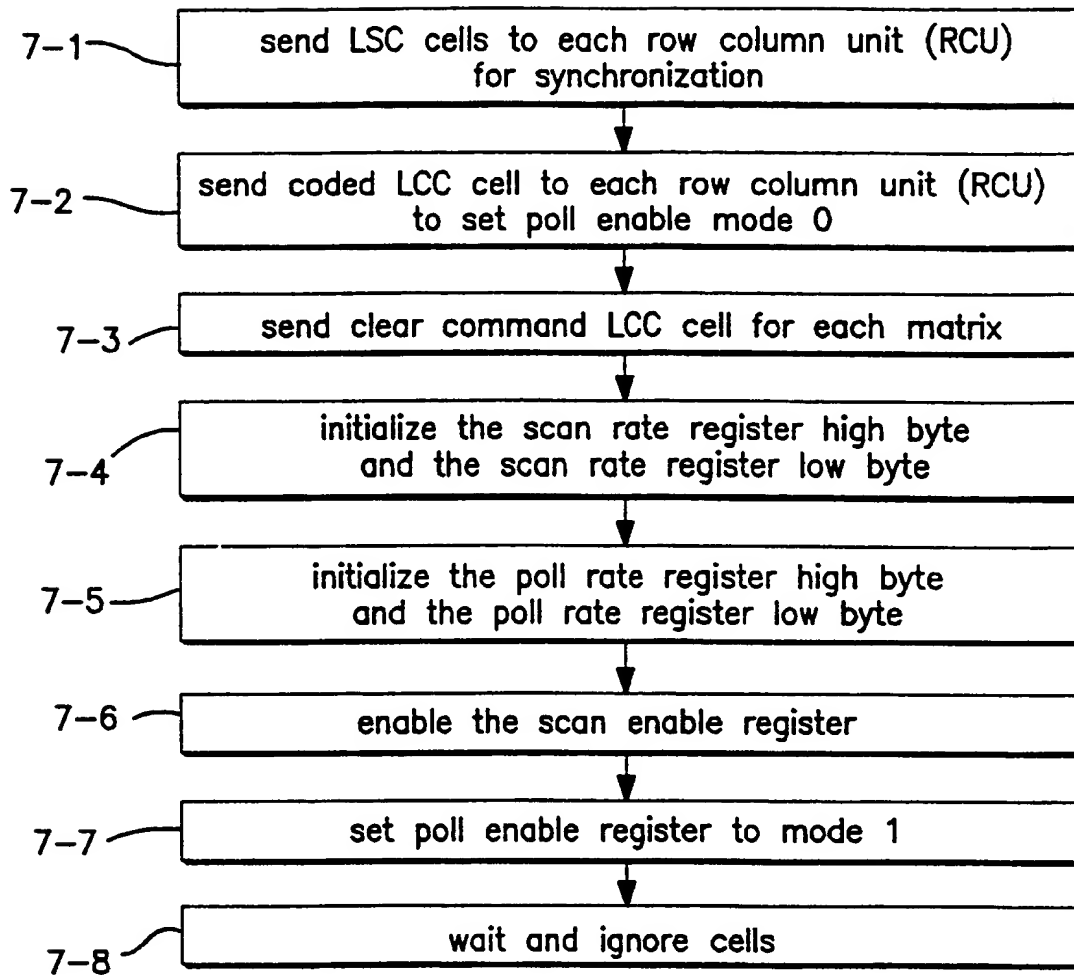 7-1
send LSC cells to each row column unit (RCU)
for synchronization
7-2
send coded LCC cell to each row column unit (RCU)
to set poll enable mode 0
7-3
send clear command LCC cell for each matrix
7-4
initialize the scan rate register high byte
and the scan rate register low byte
7-5
initialize the poll rate register high byte
and the poll rate register low byte
7-6
enable the scan enable register
7-7
set poll enable register to mode 1
7-8
wait and ignore cells